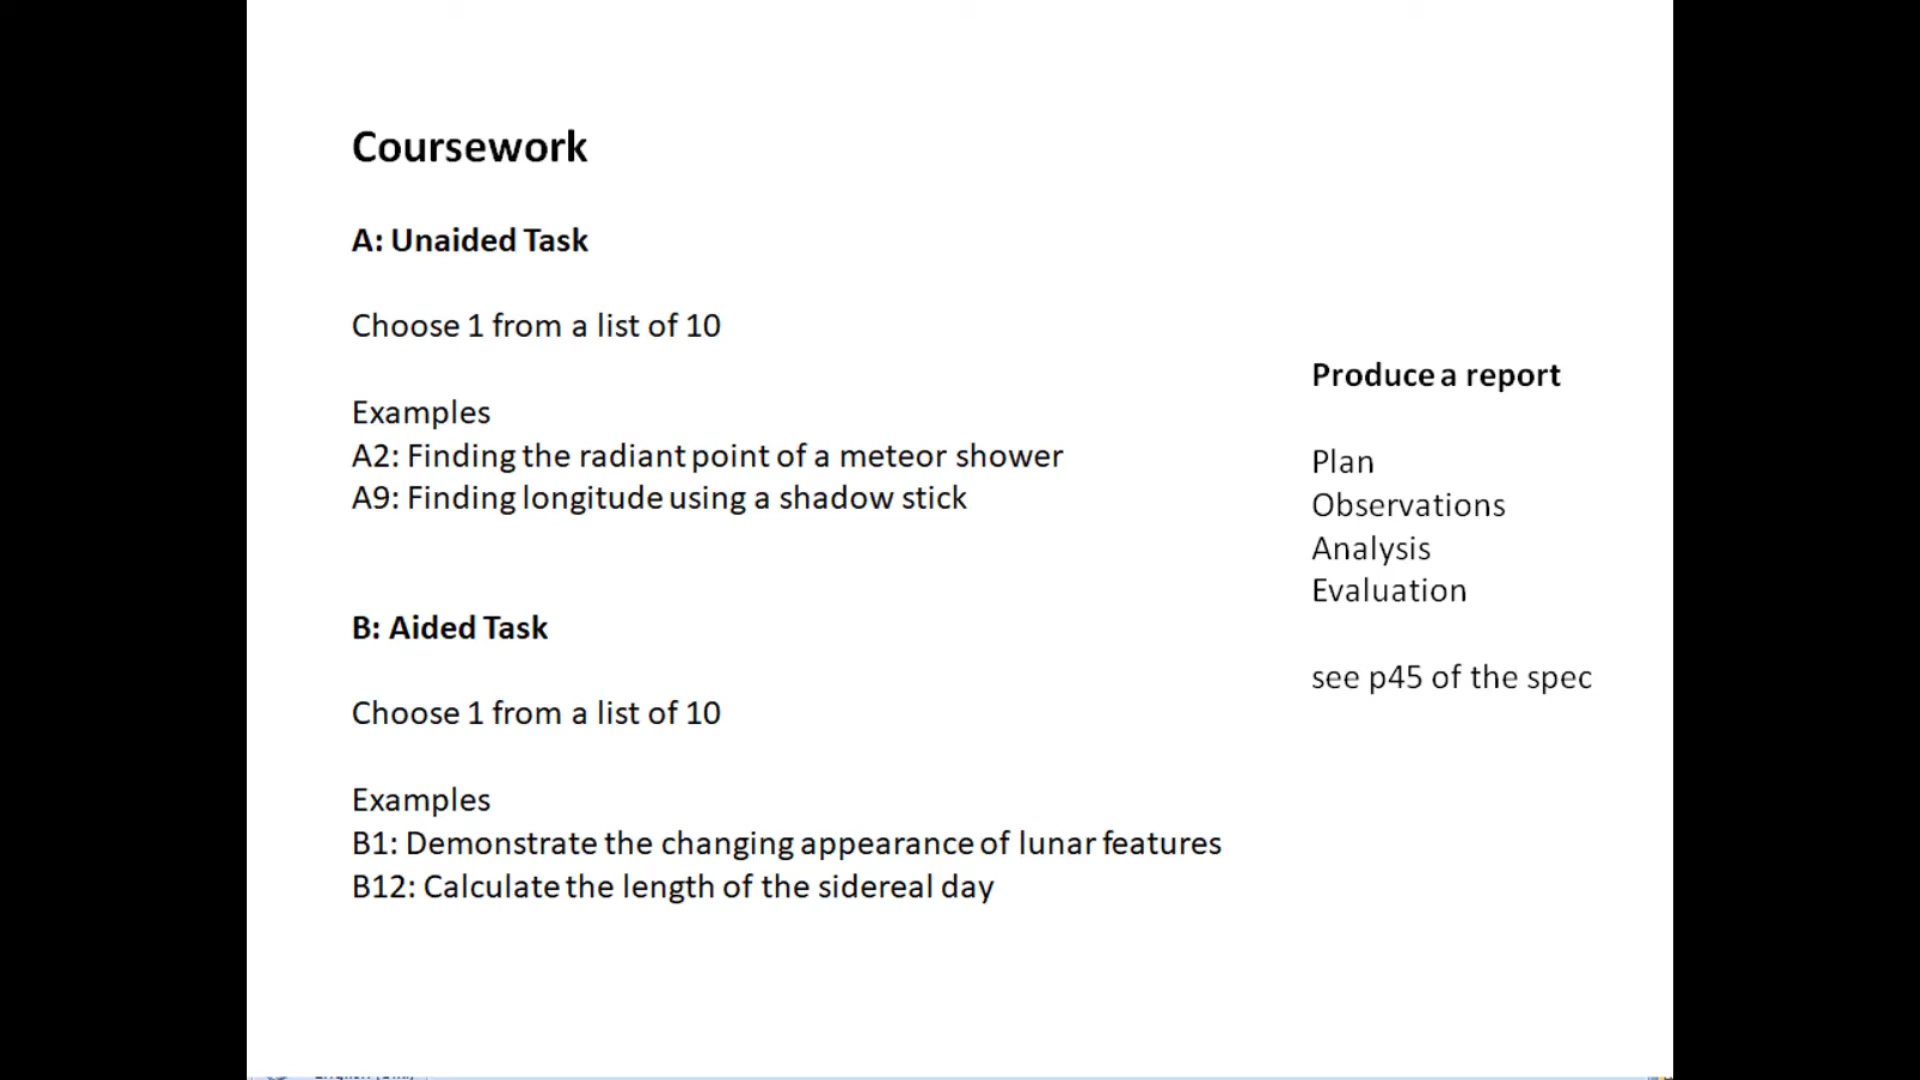 Coursework
A: Unaided Task
Choose 1 from a list of 10
Examples
A2: Finding the radiant point of a meteor shower
A9: Finding longitude using a shadow stick
B: Aided Task
Choose 1 from a list of 10
Examples
B1: Demonstrate the changing appearance of lunar features
B12: Calculate the length of the sidereal day
Produce a report
Plan
Observations
Analysis
Evaluation
see p45 of the spec